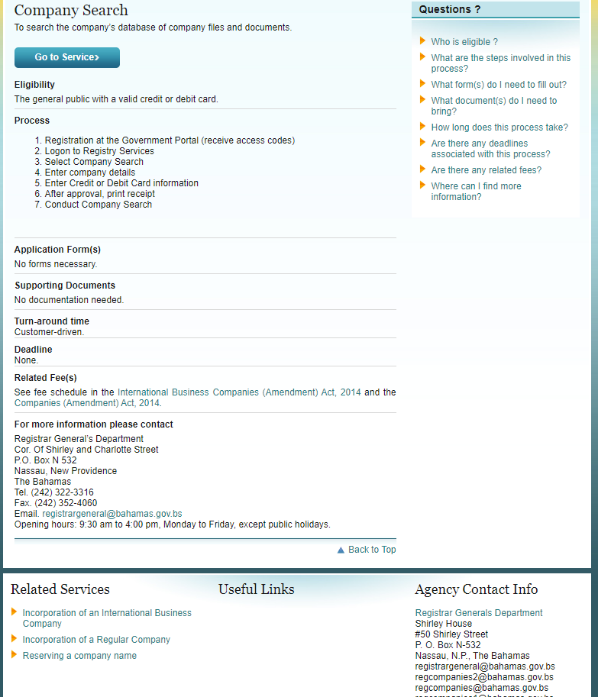 Company Search
To search the company's database of company files and documents.
Go to Service>
Eligibility
The general public with a valid credit or debit card.
Process
1. Registration at the Government Portal (receive access codes)
2. Logon to Registry Services
3. Select Company Search
4. Enter company details
5. Enter Credit or Debit Card information
6. After approval, print receipt
7. Conduct Company Search
Application Form(s)
No forms necessary.
Supporting Documents
No documentation needed.
Turn-around time
Customer-driven.
Deadline
None.
Related Fee(s)
See fee schedule in the International Business Companies (Amendment) Act, 2014 and the
Companies (Amendment) Act, 2014.
For more information please contact
Registrar General's Department
Cor. Of Shirley and Charlotte Street
P.O. Box N 532
Nassau, New Providence
The Bahamas
Tel. (242) 322-3316
Fax. (242) 352-4060
Email. registrargeneral@bahamas.gov.bs
Opening hours: 9:30 am to 4:00 pm, Monday to Friday, except public holidays.
Back to Top
Questions ?
Who is eligible ?
What are the steps involved in this
process?
What form(s) do I need to fill out?
What document(s) do I need to
bring?
How long does this process take?
Are there any deadlines
associated with this process?
Are there any related fees?
Where can I find more
information?
Related Services
Incorporation of an International Business
Company
Incorporation of a Regular Company
Reserving a company name
Useful Links
Agency Contact Info
Registrar Generals Department
Shirley House
#50 Shirley Street
P. O. Box N-532
Nassau, N.P., The Bahamas
registrargeneral@bahamas.gov.bs
regcompanies2@bahamas.gov.bs
regcompanies@bahamas.gov.bs